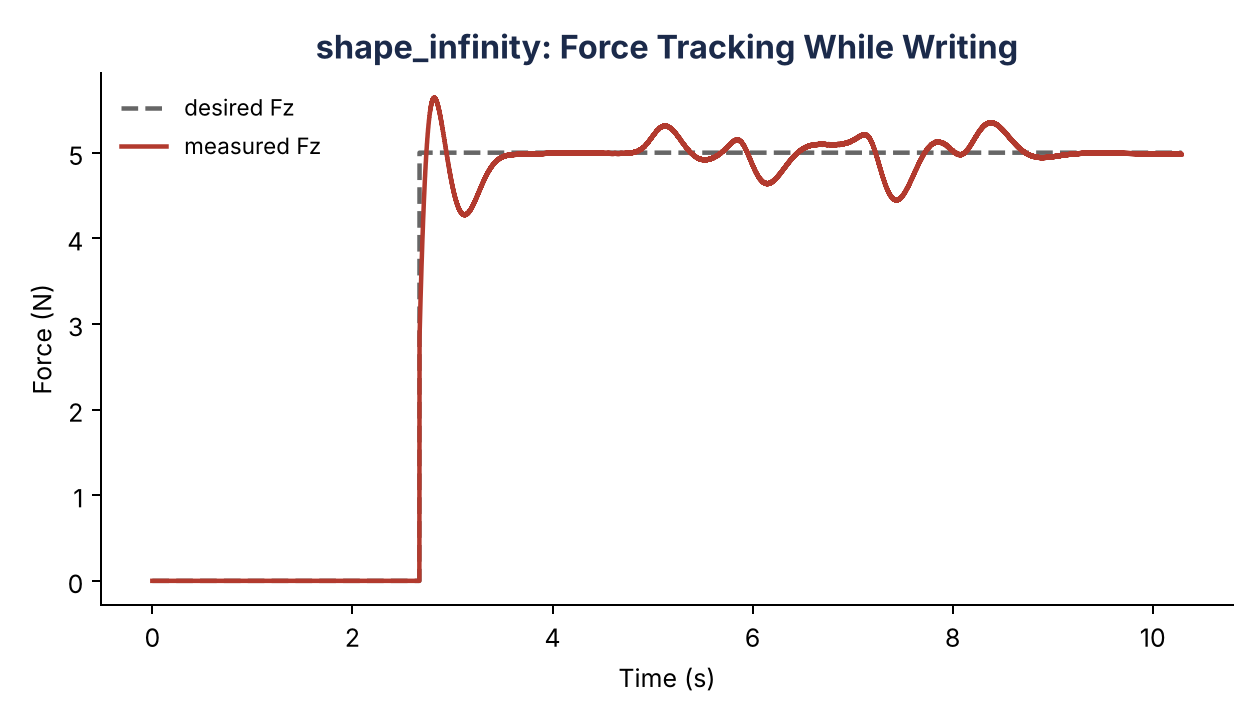 shape_infinity: Force Tracking While Writing
desired Fz
measured Fz
5
4
3
2
1
0
Force (N)
0 2 4 6 8 10
Time (s)